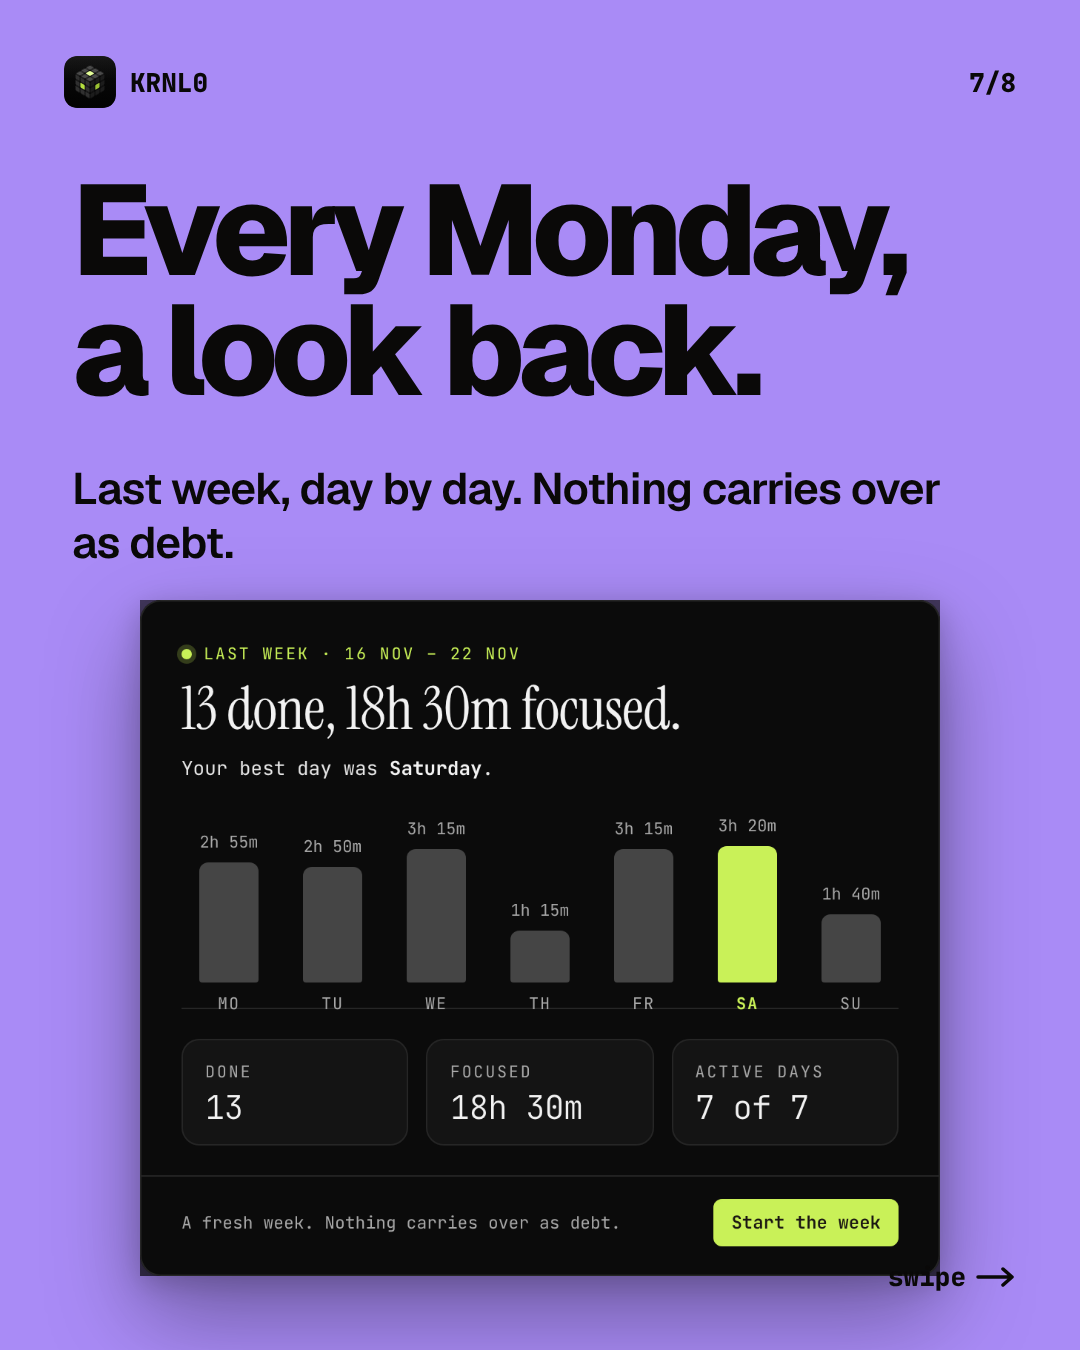 KRNL0
7/8
Every Monday,
a look back.
Last week, day by day. Nothing carries over
as debt.
LAST WEEK · 16 NOV – 22 NOV
13 done, 18h 30m focused.
Your best day was Saturday.
2h 55m
2h 50m
3h 15m
1h 15m
3h 15m
3h 20m
1h 40m
MO
TU
WE
TH
FR
SA
SU
DONE
13
FOCUSED
18h 30m
ACTIVE DAYS
7 of 7
A fresh week. Nothing carries over as debt.
Start the week
swipe →